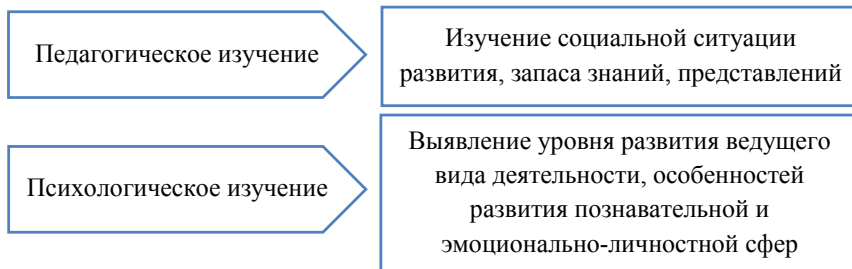 Педагогическое изучение
Изучение социальной ситуации
развития, запаса знаний, представлений
Психологическое изучение
Выявление уровня развития ведущего
вида деятельности, особенностей
развития познавательной и
эмоционально-личностной сфер